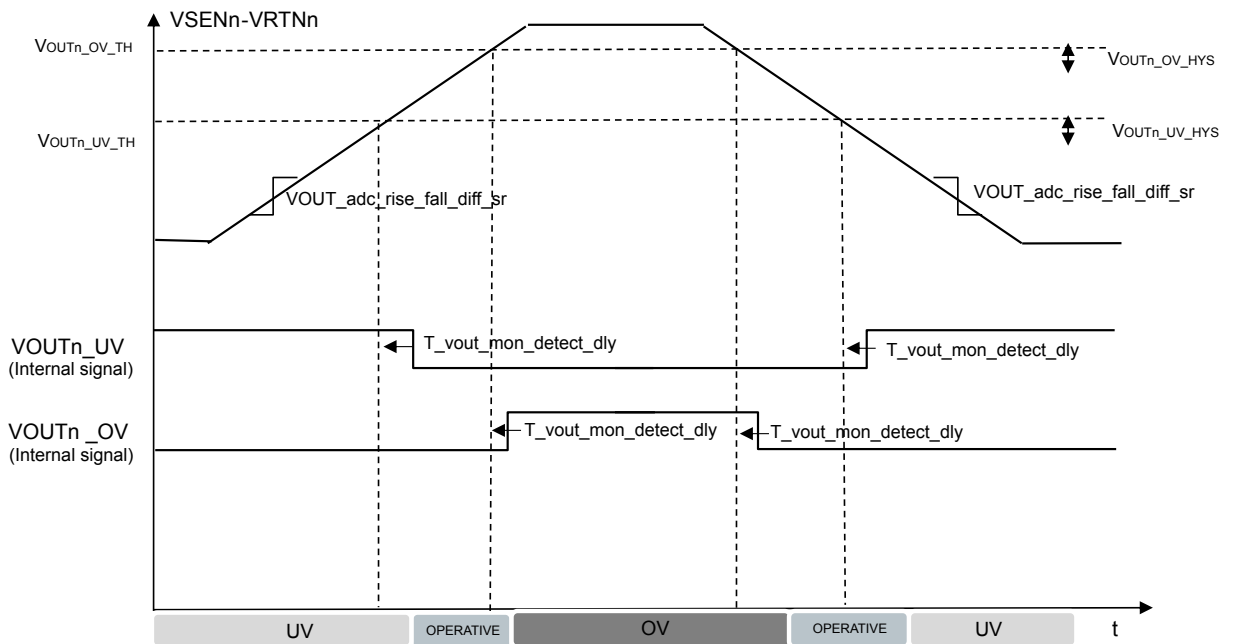 VSENn-VRTNn
VOUTn_OV_TH
VOUTn_OV_HYS
VOUTn_UV_TH
VOUTn_UV_HYS
VOUT_adc_rise_fall_diff_sr
VOUT_adc_rise_fall_diff_sr
VOUTn_UV
(Internal signal)
T_vout_mon_detect_dly
T_vout_mon_detect_dly
VOUTn _OV
(Internal signal)
T_vout_mon_detect_dly
T_vout_mon_detect_dly
UV
OPERATIVE
OV
OPERATIVE
UV
t